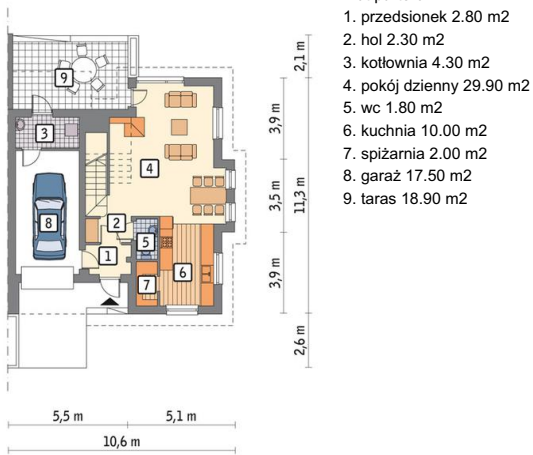 1. przedsionek 2.80 m2
2. hol 2.30 m2
3. kotłownia 4.30 m2
4. pokój dzienny 29.90 m2
5. wc 1.80 m2
6. kuchnia 10.00 m2
7. spiżarnia 2.00 m2
8. garaż 17.50 m2
9. taras 18.90 m2
9
3
4
8
2
1
5
6
7
2,1 m
3,9 m
3,5 m
11,3 m
3,9 m
2,6 m
5,5 m
5,1 m
10,6 m